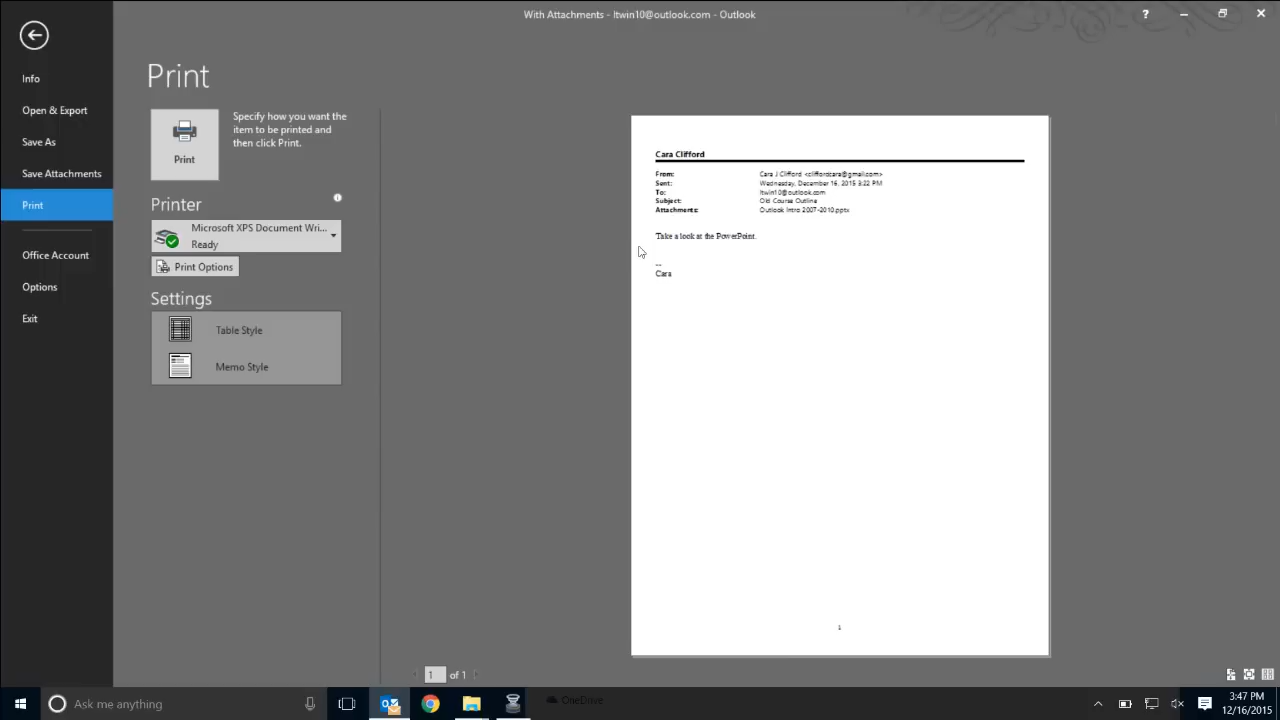 With Attachments - ltwin10@outlook.com - Outlook
?
Info
Open & Export
Save As
Save Attachments
Print
Office Account
Options
Exit
Print
Print
Specify how you want the
item to be printed and
then click Print.
Printer
Microsoft XPS Document Wri...
Ready
Print Options
Settings
Table Style
Memo Style
Cara Clifford
From: Cara J Clifford <cliffordcara@gmail.com>
Sent: Wednesday, December 16, 2015 3:22 PM
To: ltwin10@outlook.com
Subject: Old Course Outline
Attachments: Outlook Intro 2007-2010.pptx
Take a look at the PowerPoint.
--
Cara
1
1 of 1
Ask me anything
OneDrive
3:47 PM
12/16/2015